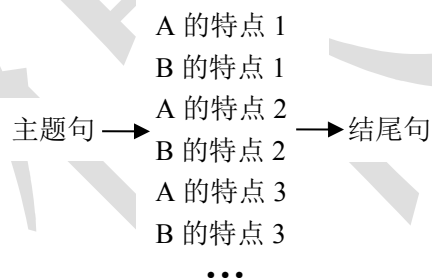 A 的特点 1
B 的特点 1
A 的特点 2
主题句
结尾句
B 的特点 2
A 的特点 3
B 的特点 3
...